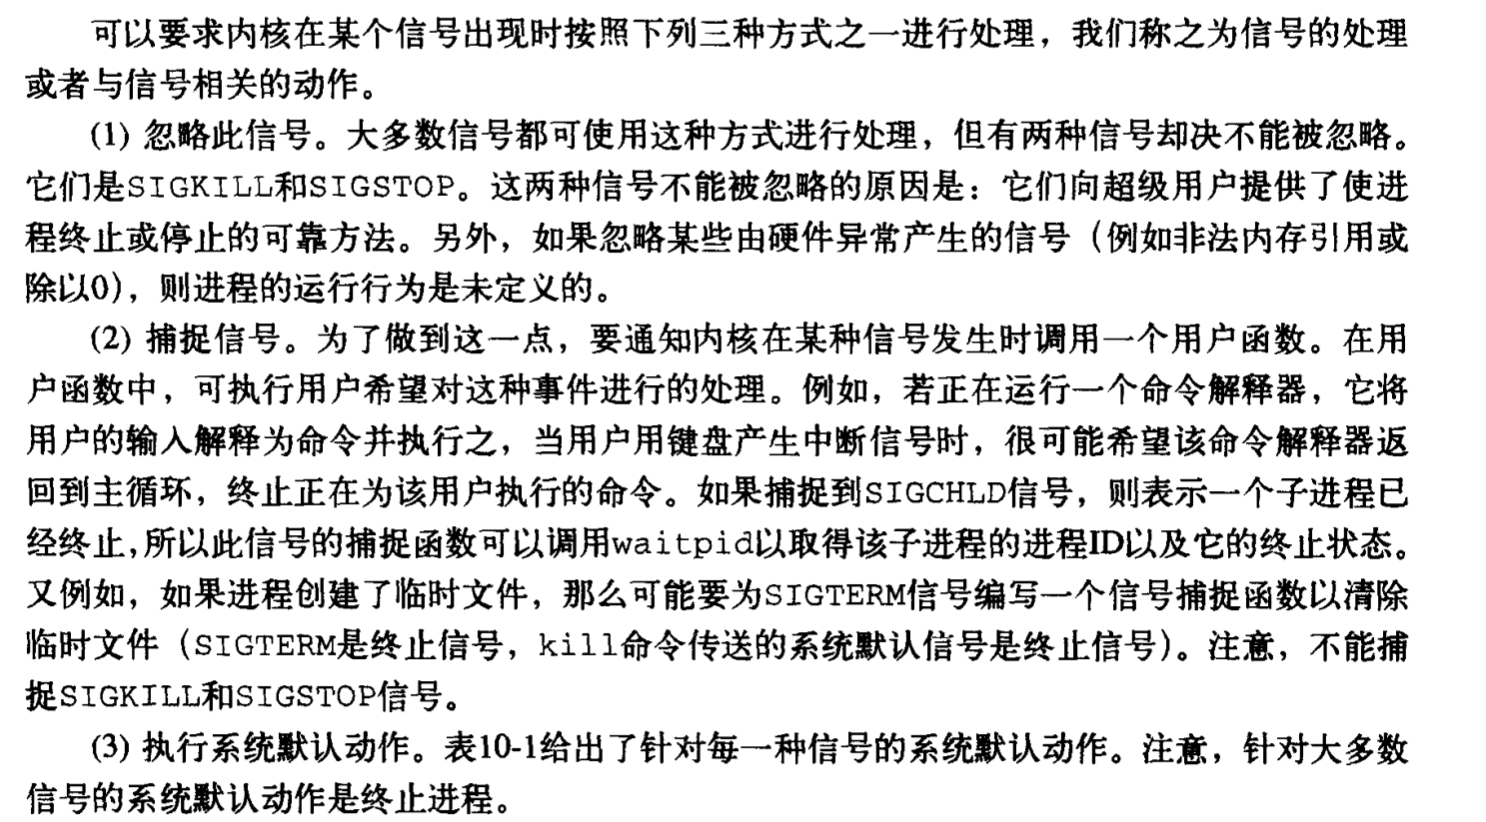 可以要求内核在某个信号出现时按照下列三种方式之一进行处理，我们称之为信号的处理
或者与信号相关的动作。
(1) 忽略此信号。大多数信号都可使用这种方式进行处理，但有两种信号却决不能被忽略。
它们是SIGKILL和SIGSTOP。这两种信号不能被忽略的原因是：它们向超级用户提供了使进
程终止或停止的可靠方法。另外，如果忽略某些由硬件异常产生的信号（例如非法内存引用或
除以0），则进程的运行行为是未定义的。
(2) 捕捉信号。为了做到这一点，要通知内核在某种信号发生时调用一个用户函数。在用
户函数中，可执行用户希望对这种事件进行的处理。例如，若正在运行一个命令解释器，它将
用户的输入解释为命令并执行之，当用户用键盘产生中断信号时，很可能希望该命令解释器返
回到主循环，终止正在为该用户执行的命令。如果捕捉到SIGCHLD信号，则表示一个子进程已
经终止，所以此信号的捕捉函数可以调用waitpid以取得该子进程的进程ID以及它的终止状态。
又例如，如果进程创建了临时文件，那么可能要为SIGTERM信号编写一个信号捕捉函数以清除
临时文件（SIGTERM是终止信号，kill命令传送的系统默认信号是终止信号）。注意，不能捕
捉SIGKILL和SIGSTOP信号。
(3) 执行系统默认动作。表10-1给出了针对每一种信号的系统默认动作。注意，针对大多数
信号的系统默认动作是终止进程。